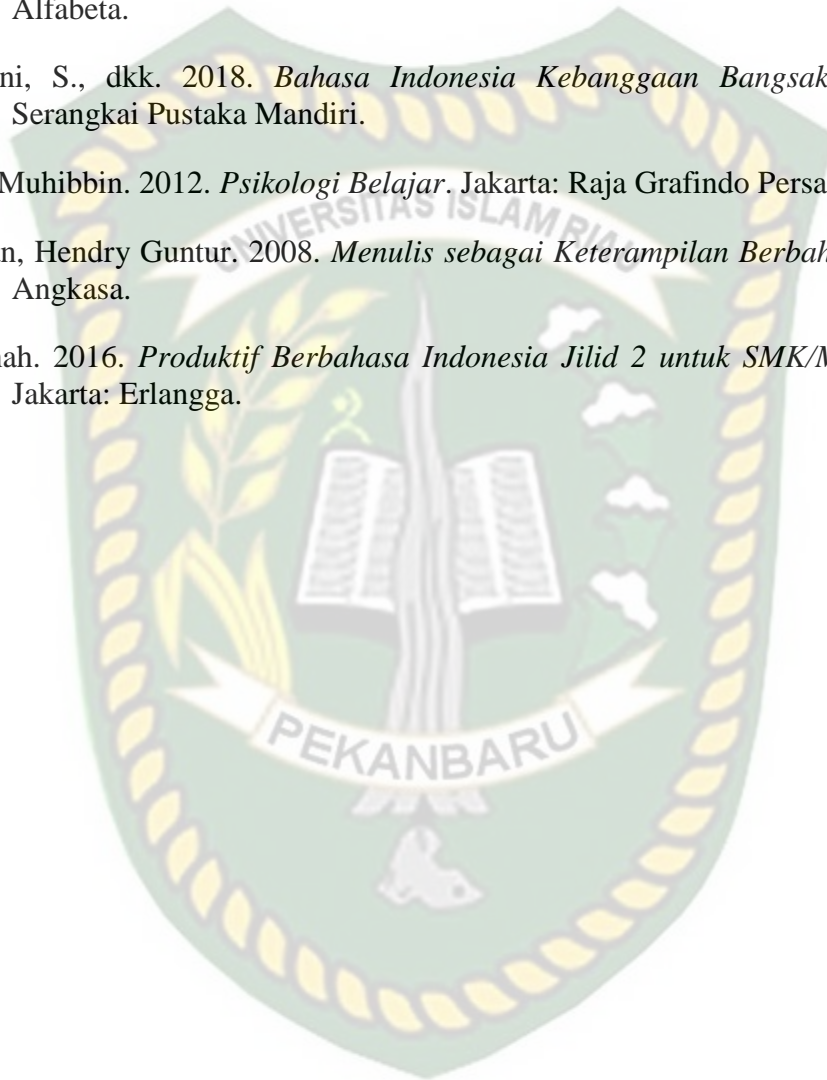 Alfabeta.
ni, S., dkk. 2018. Bahasa Indonesia Kebanggaan Bangsak
Serangkai Pustaka Mandiri.
Muhibbin. 2012. Psikologi Belajar. Jakarta: Raja Grafindo Persa
n, Hendry Guntur. 2008. Menulis sebagai Keterampilan Berbah
Angkasa.
ah. 2016. Produktif Berbahasa Indonesia Jilid 2 untuk SMK/M
Jakarta: Erlangga.
UNIVERSITAS ISLAM RIAU
PEKANBARU